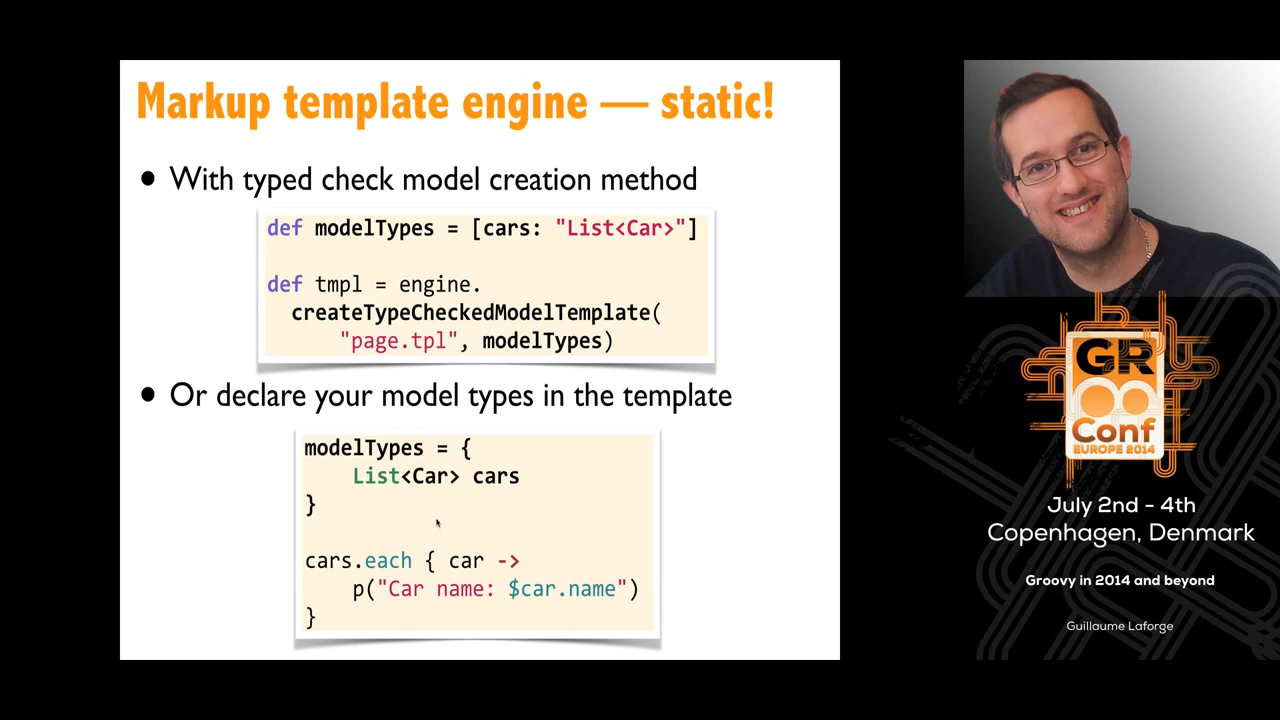 Markup template engine — static!
• With typed check model creation method
def modelTypes = [cars: "List<Car>"]
def tmpl = engine.
createTypeCheckedModelTemplate(
"page.tpl", modelTypes)
• Or declare your model types in the template
modelTypes = {
List<Car> cars
}
cars.each { car ->
p("Car name: $car.name")
}
GR
Conf
EUROPE 2014
July 2nd - 4th
Copenhagen, Denmark
Groovy in 2014 and beyond
Guillaume Laforge